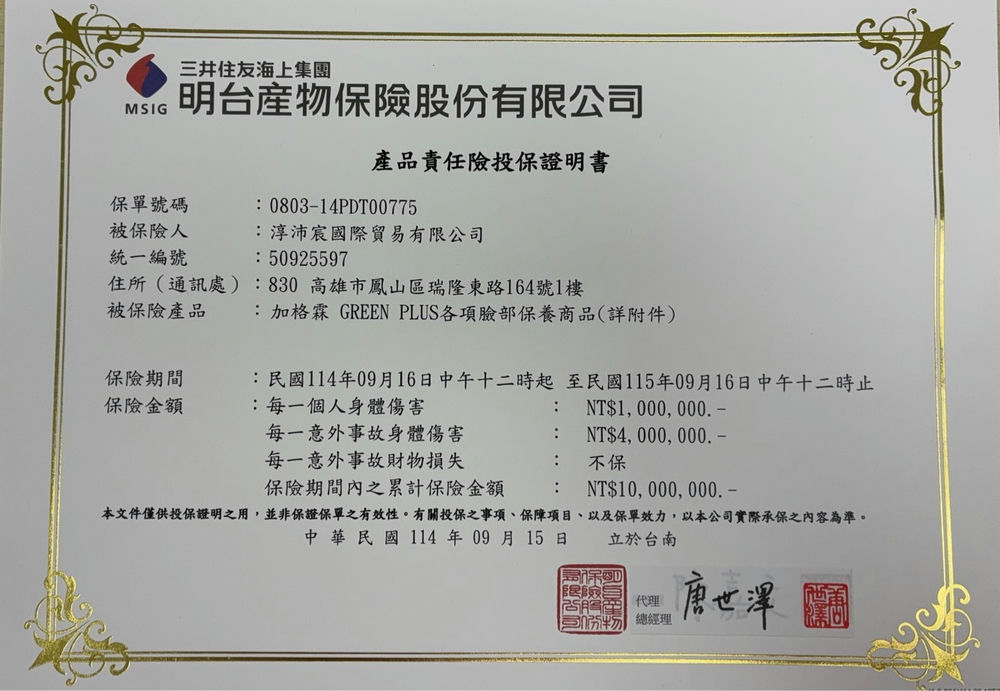 三井住友海上集團
MSIG 明台產物保險股份有限公司
產品責任險投保證明書
保單號碼 : 0803-14PDT00775
被保險人 : 淳沛宸國際貿易有限公司
統一編號 : 50925597
住所（通訊處）: 830 高雄市鳳山區瑞隆東路164號1樓
被保險產品 : 加格霖 GREEN PLUS各項臉部保養商品(詳附件)
保險期間 : 民國114年09月16日中午十二時起 至民國115年09月16日中午十二時止
保險金額 : 每一個人身體傷害 : NT$1,000,000.-
每一意外事故身體傷害 : NT$4,000,000.-
每一意外事故財物損失 : 不保
保險期間內之累計保險金額 : NT$10,000,000.-
本文件僅供投保證明之用，並非保證保單之有效性。有關投保之事項、保障項目、以及保單效力，以本公司實際承保之內容為準。
中華民國 114 年 09 月 15 日 立於台南
代理
總經理
唐世澤